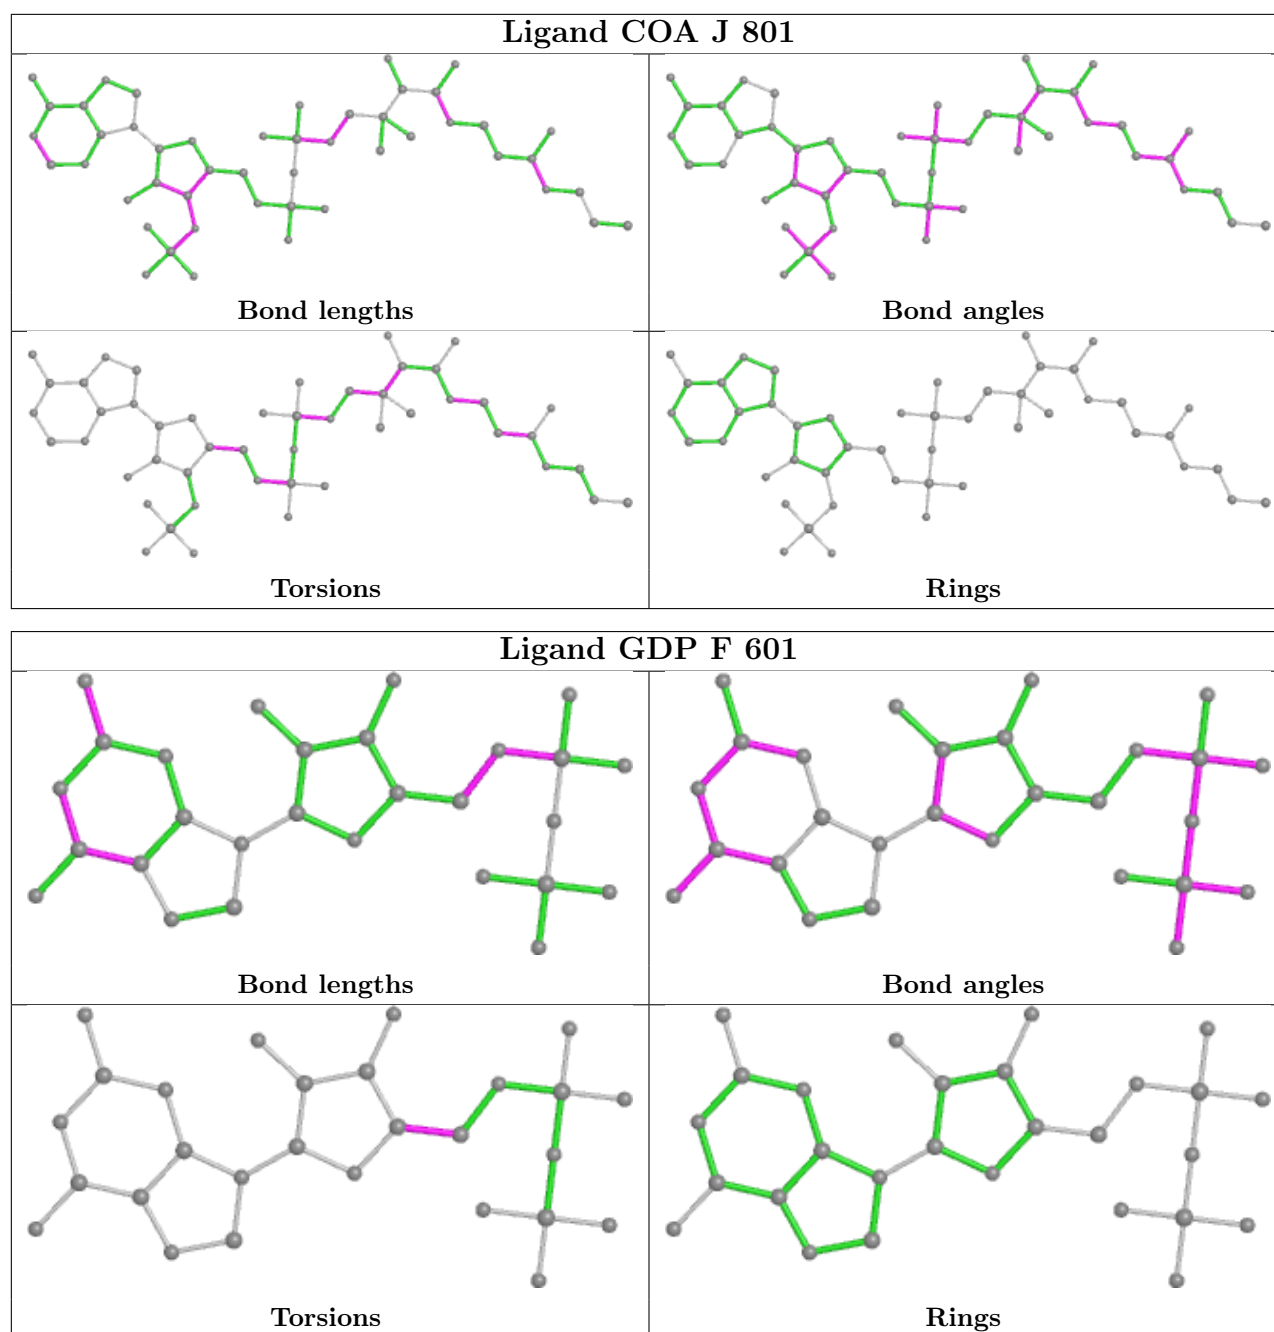 Ligand COA J 801
Bond lengths
Bond angles
Torsions
Rings
Ligand GDP F 601
Bond lengths
Bond angles
Torsions
Rings